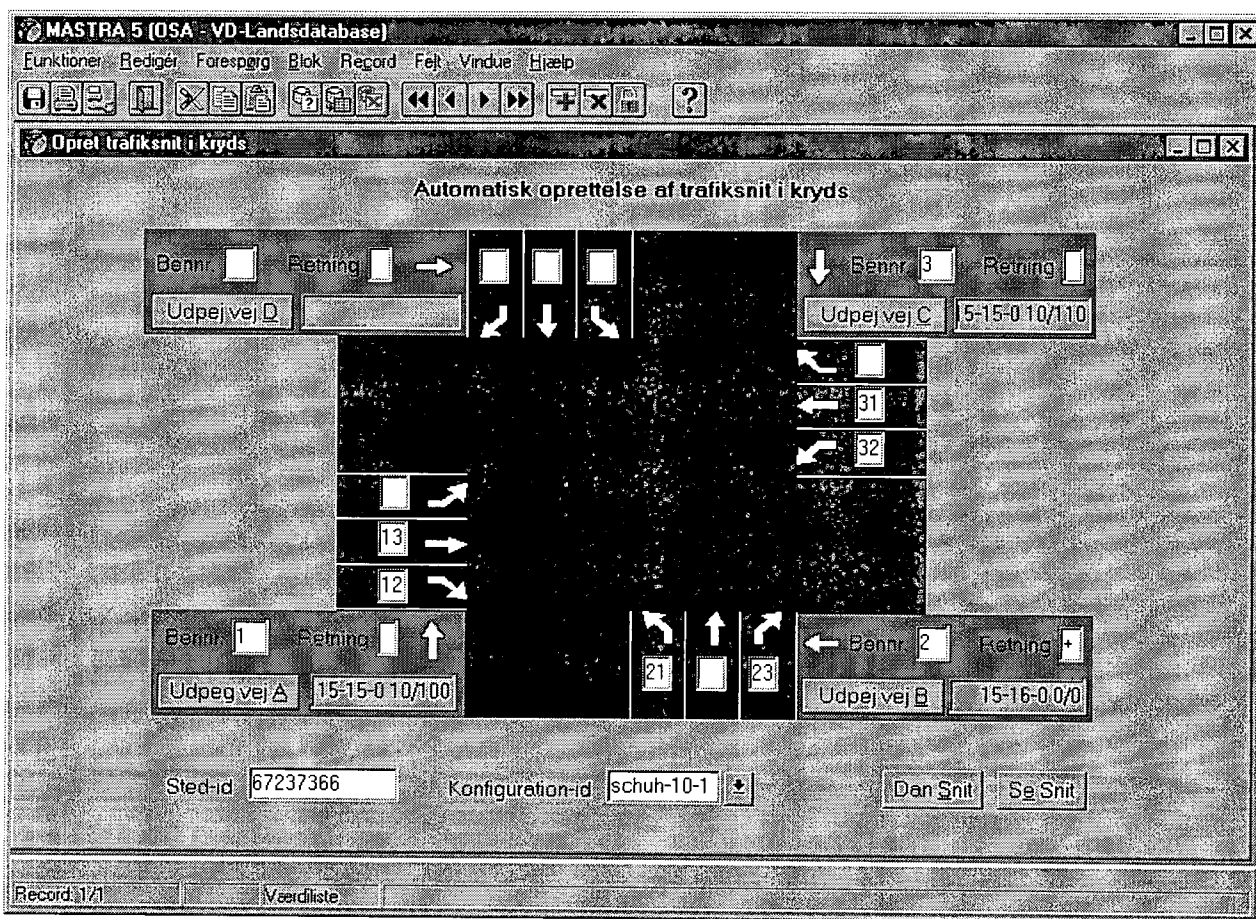 MASTRA 5 (OSA - VD-Landsdatabase)
Funktioner Redigér Forespørg Blok Record Felt Vindue Hjælp
Opret trafiksnit i kryds
Automatisk oprettelse af trafiksnit i kryds
Bennr. Retning
Udpej vej D
Bennr. 3 Retning
Udpej vej C 5-15-0 10/110
31
32
13
12
Bennr. 1 Retning
Udpeg vej A 15-15-0 10/100
21 23
Bennr. 2 Retning +
Udpej vej B 15-16-0 0/0
Sted-id 67237366 Konfiguration-id schuh-10-1 Dan Snit Se Snit
Record: 1/1 Værdiliste